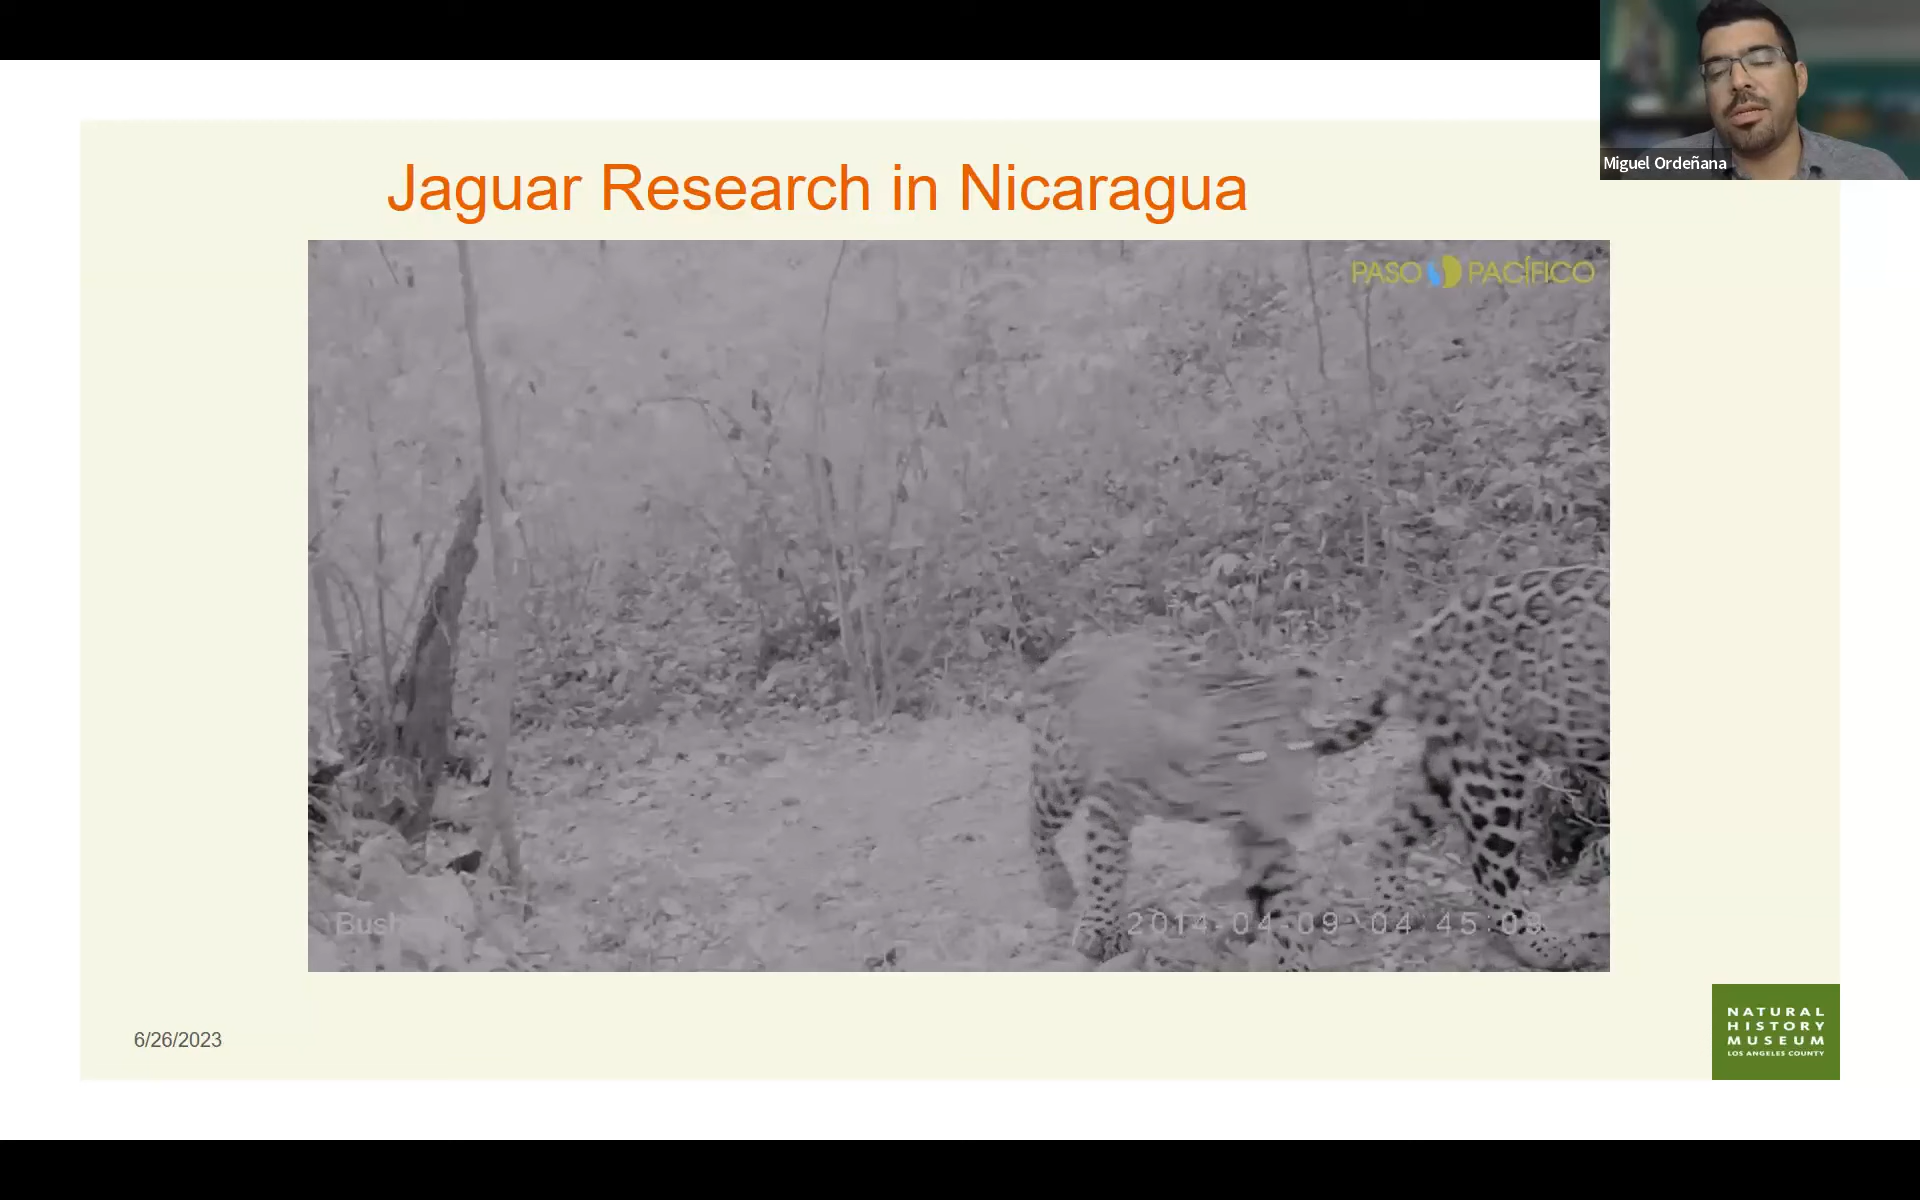 Miguel Ordeñana
Jaguar Research in Nicaragua
PASO PACÍFICO
2014-04-09 04:45:03
6/26/2023
NATURAL
HISTORY
MUSEUM
LOS ANGELES COUNTY